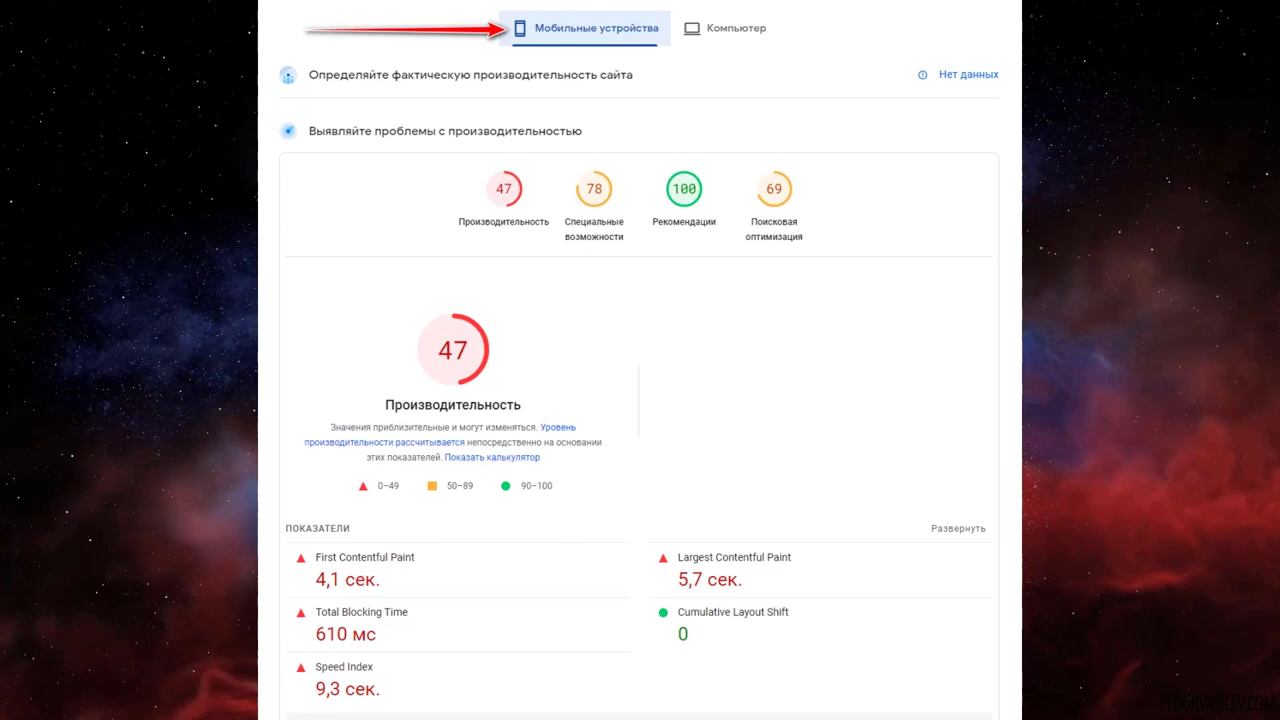 Мобильные устройства
Компьютер
Определяйте фактическую производительность сайта
Нет данных
Выявляйте проблемы с производительностью
47
78
100
69
Производительность
Специальные
возможности
Рекомендации
Поисковая
оптимизация
47
Производительность
Значения приблизительные и могут изменяться. Уровень
производительности рассчитывается непосредственно на основании
этих показателей. Показать калькулятор
0–49
50–89
90–100
ПОКАЗАТЕЛИ
Развернуть
First Contentful Paint
4,1 сек.
Largest Contentful Paint
5,7 сек.
Total Blocking Time
610 мс
Cumulative Layout Shift
0
Speed Index
9,3 сек.
FEDORVASILEV.COM